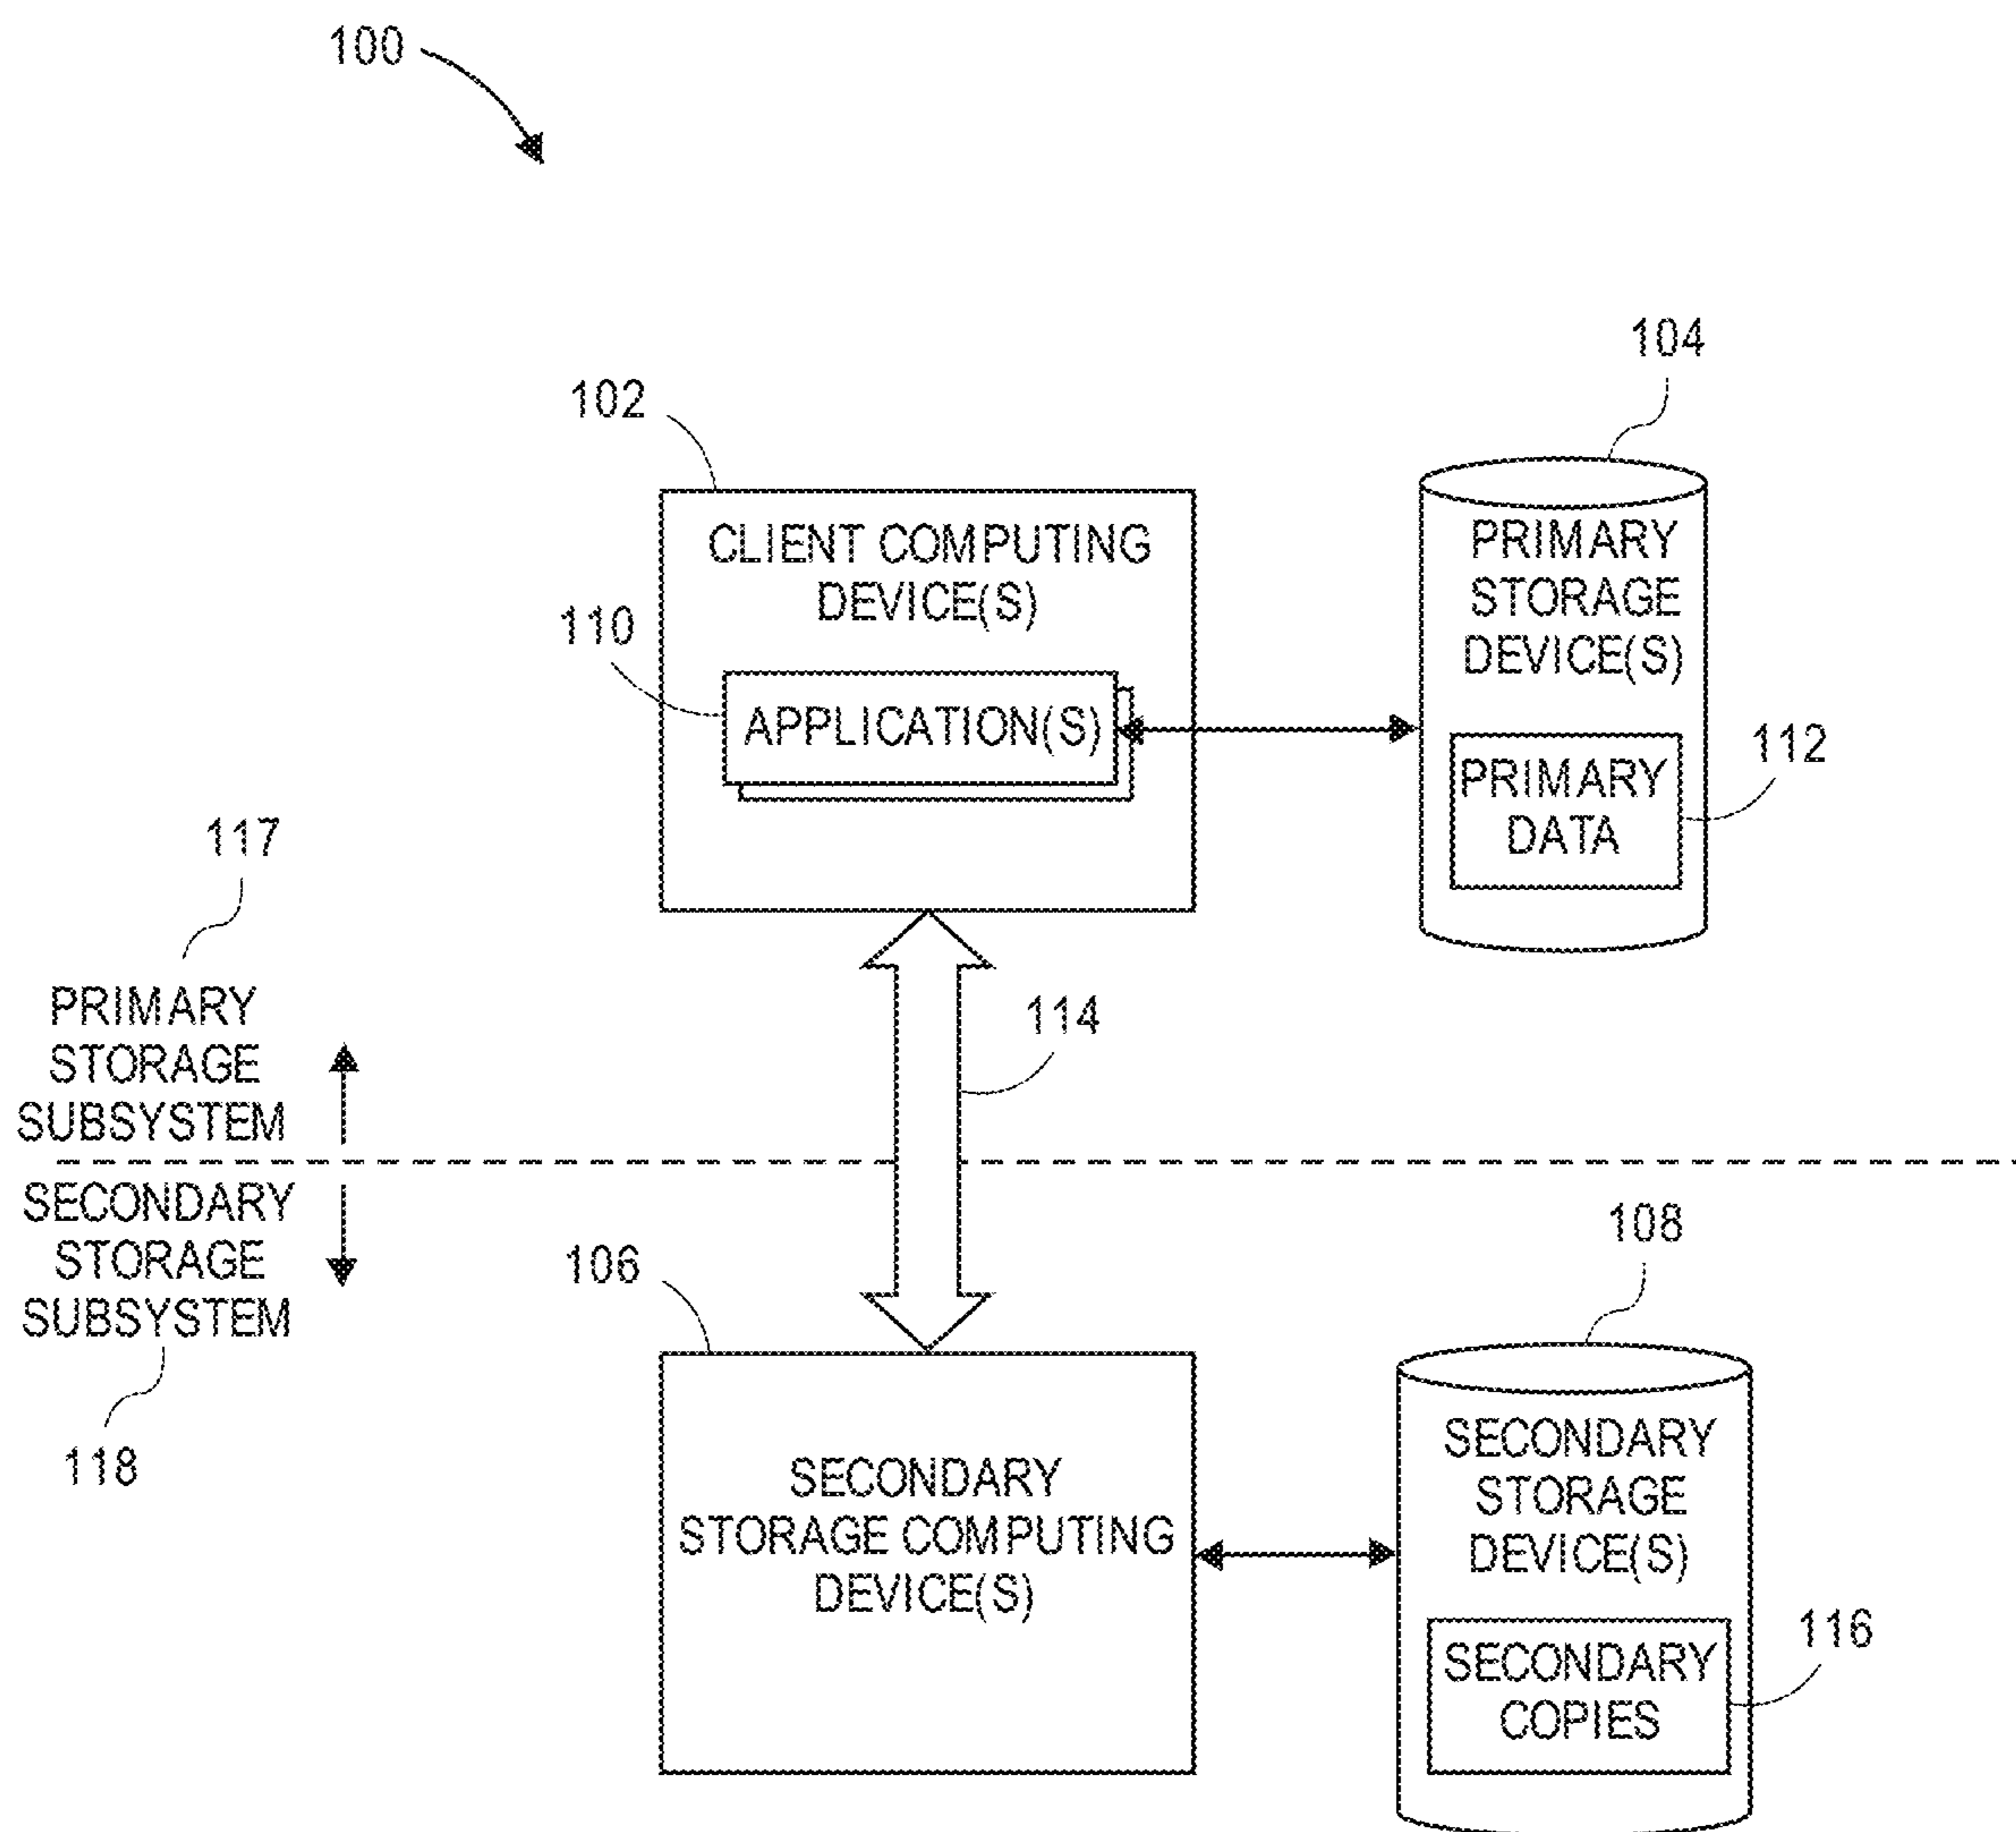 100
104
102
CLIENT COMPUTING
DEVICE(S)
110
APPLICATION(S)
PRIMARY
STORAGE
DEVICE(S)
PRIMARY
DATA
112
117
PRIMARY
STORAGE
SUBSYSTEM
114
SECONDARY
STORAGE
SUBSYSTEM
118
106
SECONDARY
STORAGE COMPUTING
DEVICE(S)
108
SECONDARY
STORAGE
DEVICE(S)
SECONDARY
COPIES
116